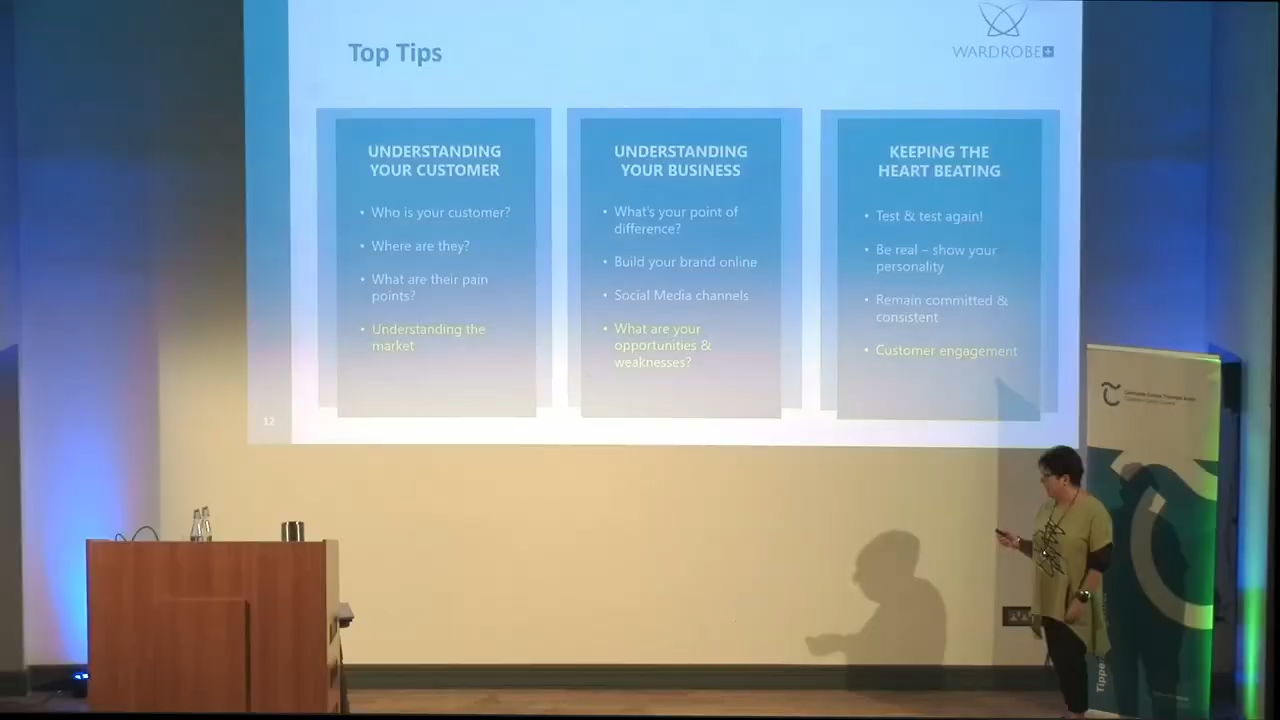 Top Tips
WARDROBE+
UNDERSTANDING
YOUR CUSTOMER
• Who is your customer?
• Where are they?
• What are their pain
points?
• Understanding the
market
UNDERSTANDING
YOUR BUSINESS
• What's your point of
difference?
• Build your brand online
• Social Media channels
• What are your
opportunities &
weaknesses?
KEEPING THE
HEART BEATING
• Test & test again!
• Be real – show your
personality
• Remain committed &
consistent
• Customer engagement
12
Tippe